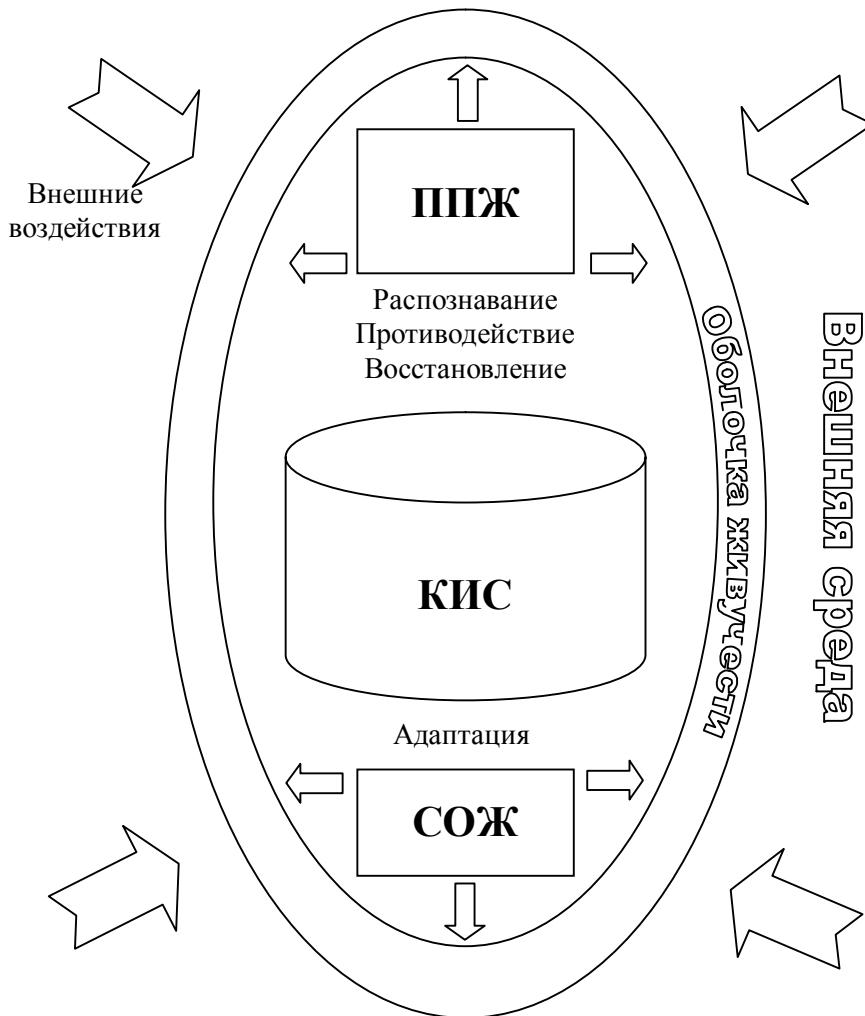 Внешние
воздействия
ППЖ
Распознавание
Противодействие
Восстановление
КИС
Адаптация
СОЖ
Оболочка живучести
Внешняя среда